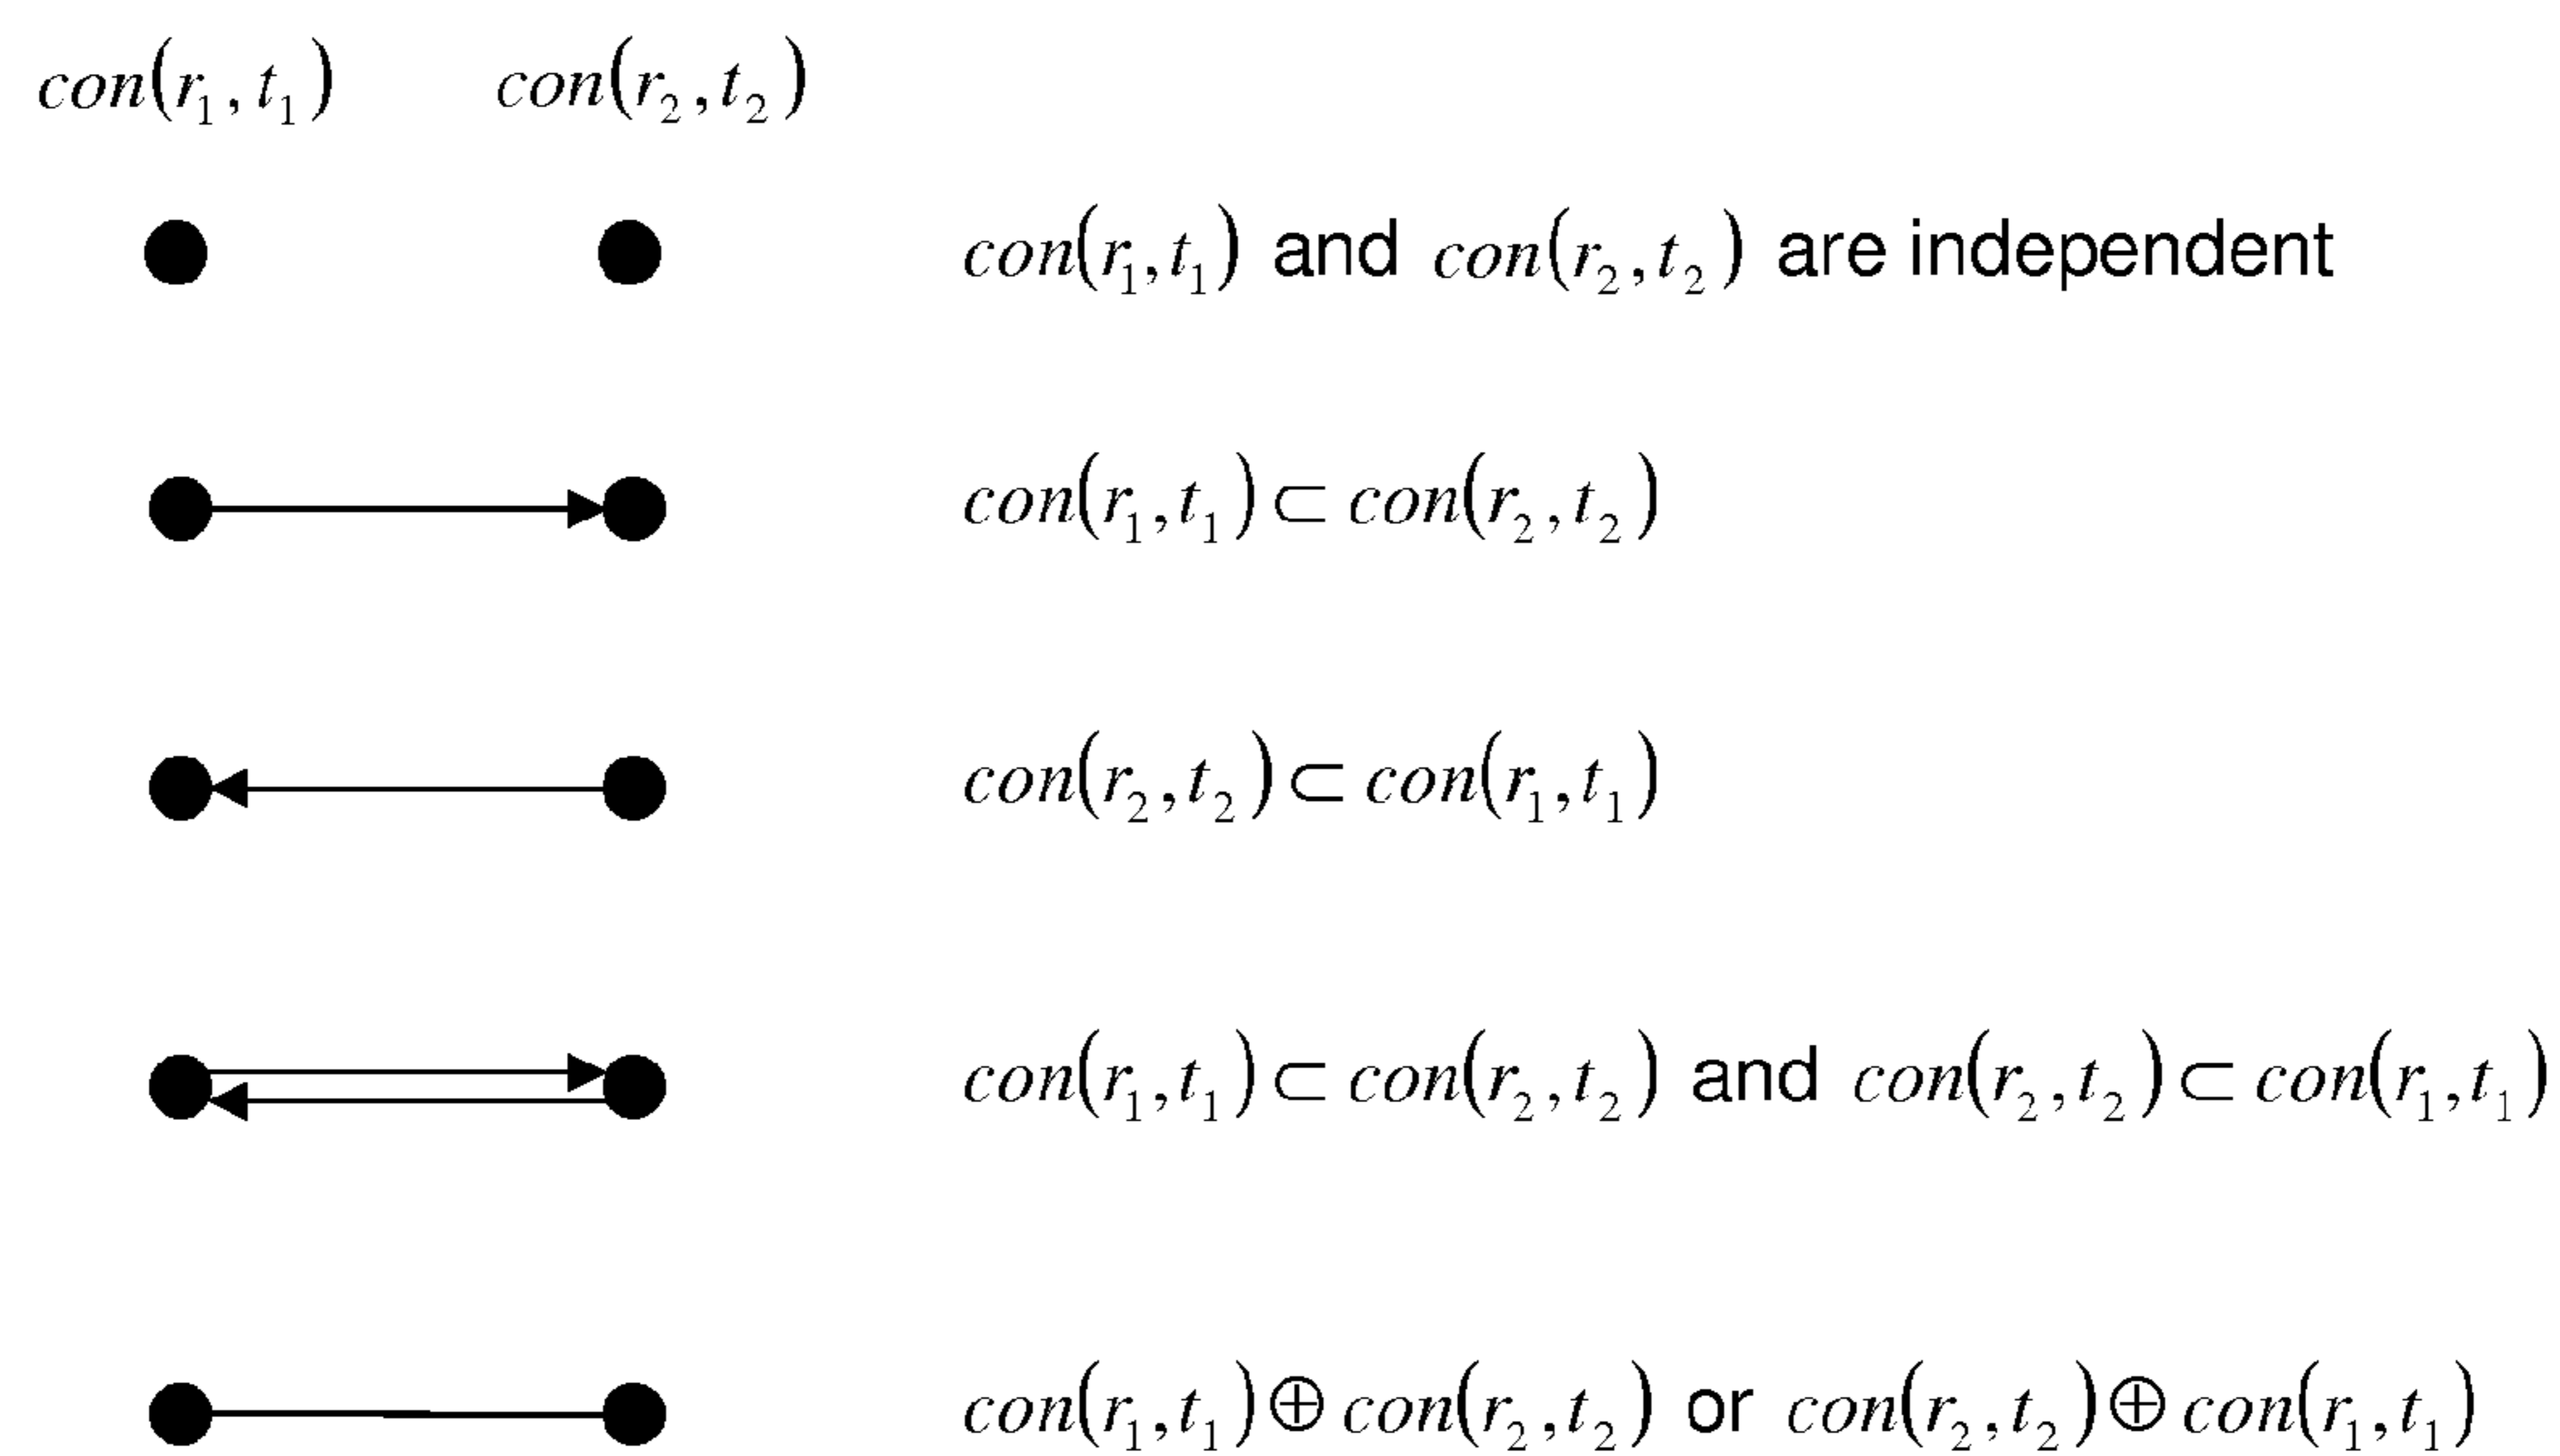 con(r₁, t₁) con(r₂, t₂)
con(r₁, t₁) and con(r₂, t₂) are independent
con(r₁, t₁) ⊂ con(r₂, t₂)
con(r₂, t₂) ⊂ con(r₁, t₁)
con(r₁, t₁) ⊂ con(r₂, t₂) and con(r₂, t₂) ⊂ con(r₁, t₁)
con(r₁, t₁) ⊕ con(r₂, t₂) or con(r₂, t₂) ⊕ con(r₁, t₁)